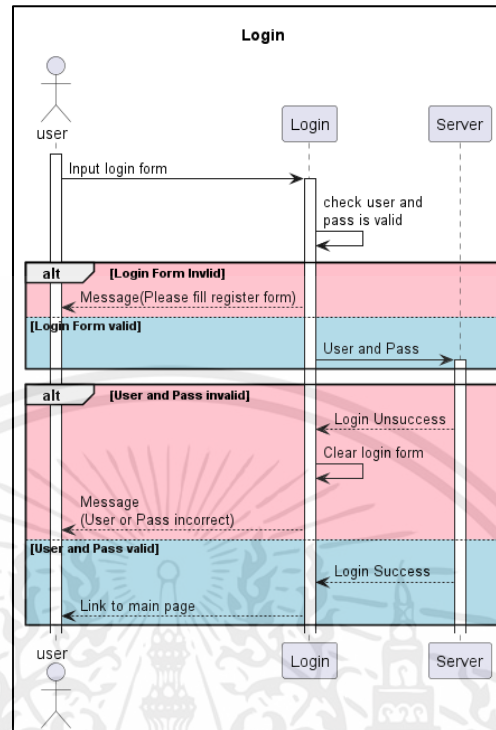 Login
user
Login
Server
Input login form
check user and
pass is valid
alt
[Login Form Invlid]
Message(Please fill register form)
[Login Form valid]
User and Pass
alt
[User and Pass invalid]
Login Unsuccess
Clear login form
Message
(User or Pass incorrect)
[User and Pass valid]
Login Success
Link to main page
user
Login
Server